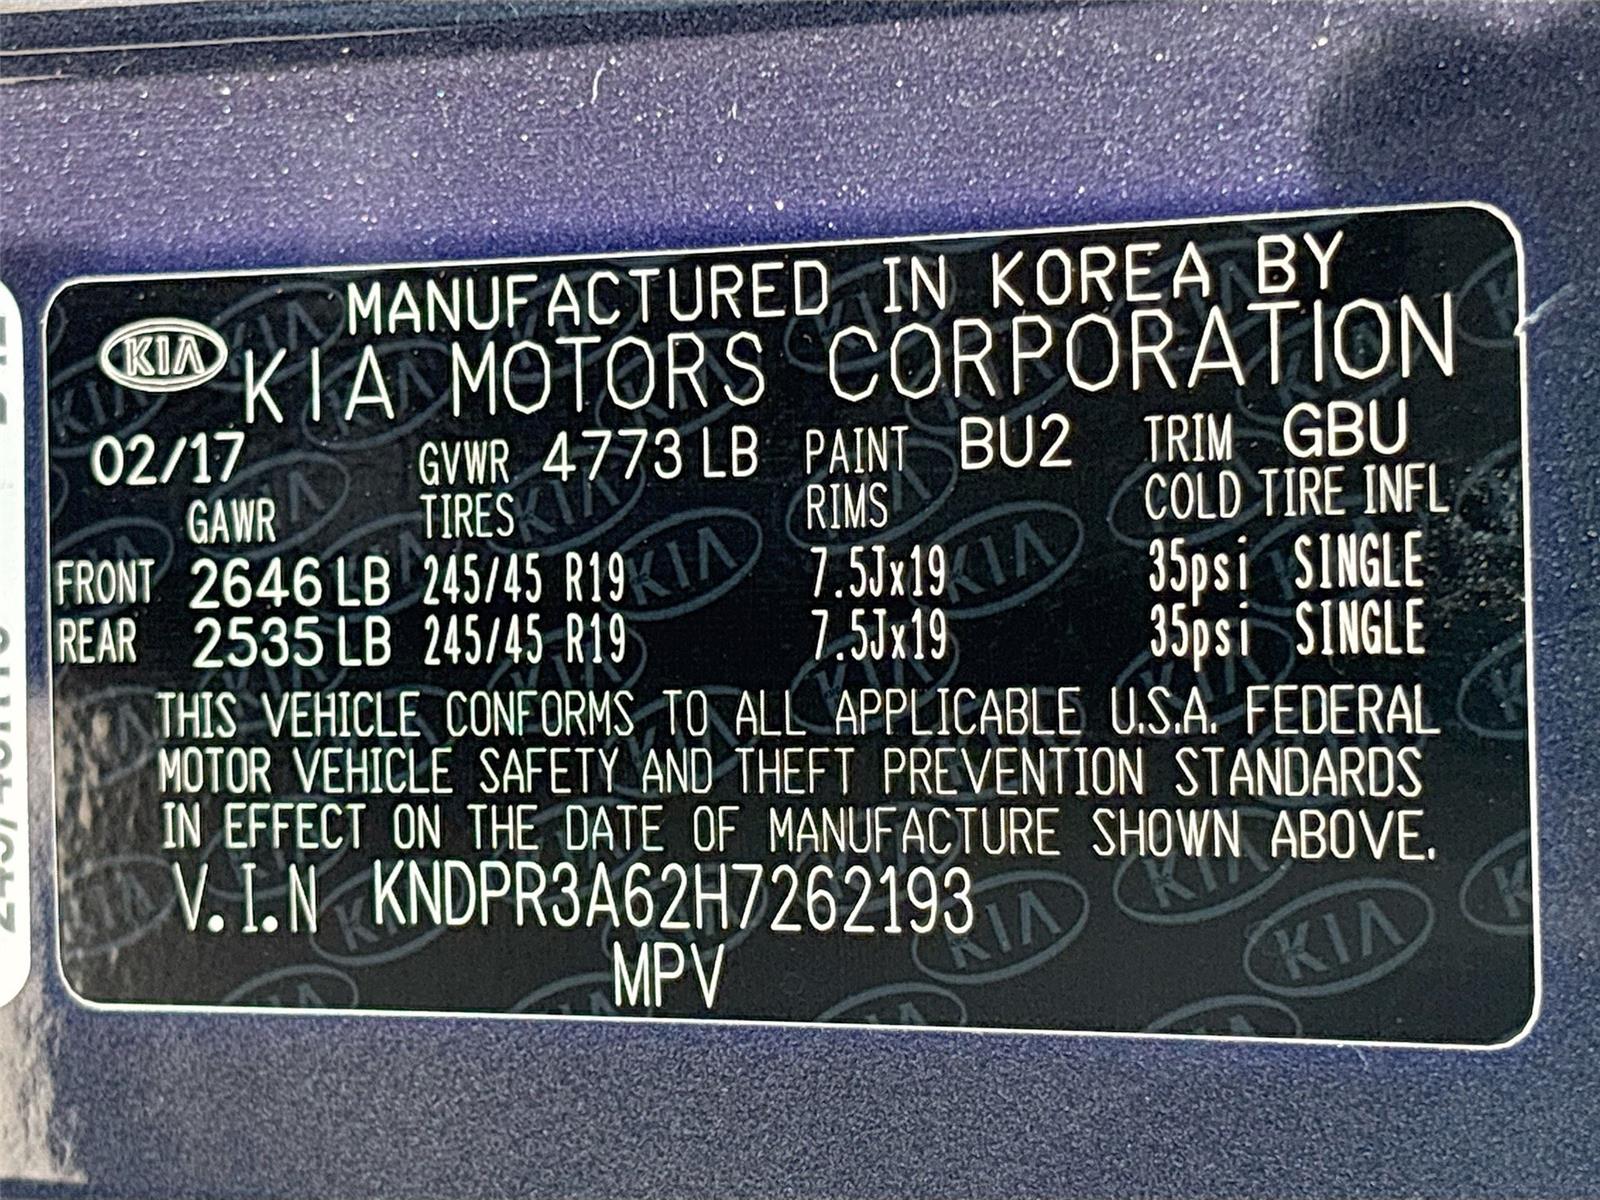 MANUFACTURED IN KOREA BY
KIA KIA MOTORS CORPORATION
02/17 GVWR 4773 LB PAINT BU2 TRIM GBU
GAWR TIRES RIMS COLD TIRE INFL
FRONT 2646 LB 245/45 R19 7.5Jx19 35psi SINGLE
REAR 2535 LB 245/45 R19 7.5Jx19 35psi SINGLE
THIS VEHICLE CONFORMS TO ALL APPLICABLE U.S.A. FEDERAL
MOTOR VEHICLE SAFETY AND THEFT PREVENTION STANDARDS
IN EFFECT ON THE DATE OF MANUFACTURE SHOWN ABOVE.
V.I.N KNDPR3A62H7262193
MPV